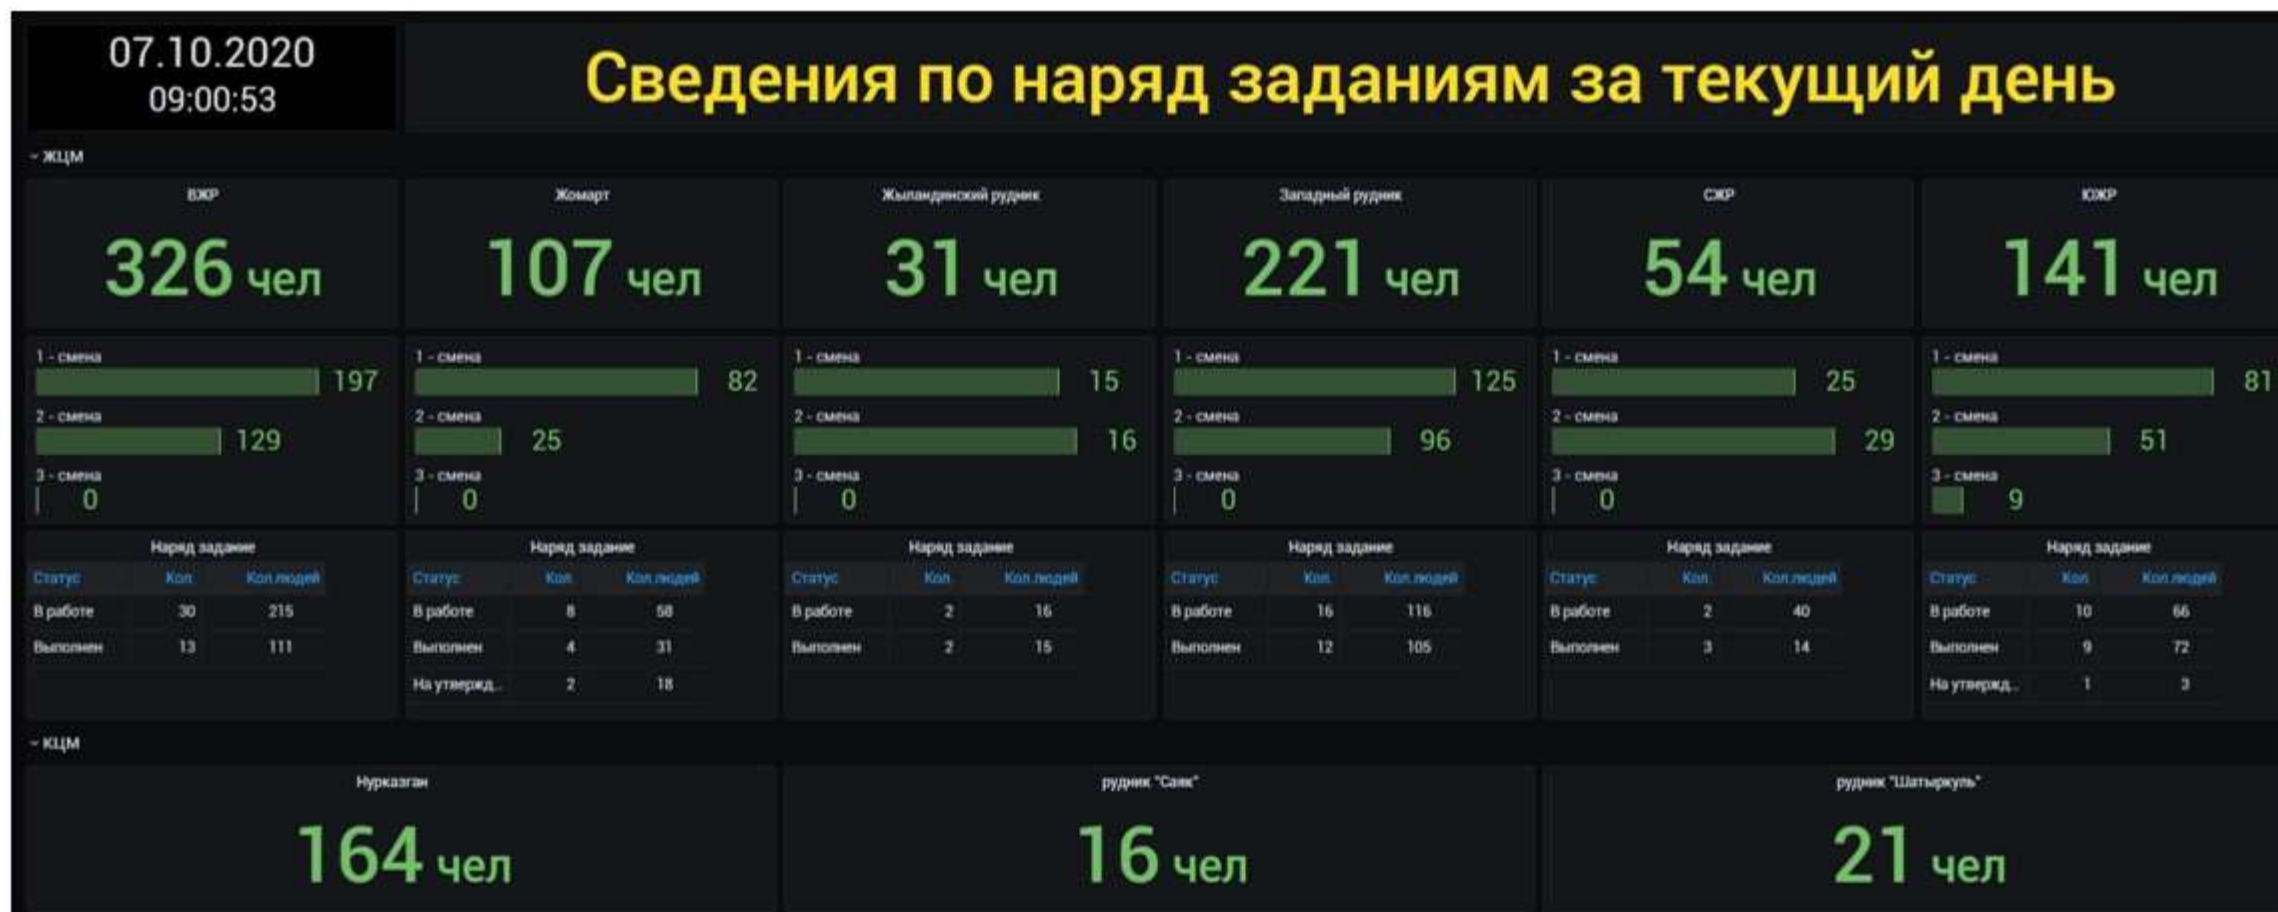 07.10.2020
09:00:53
Сведения по наряд заданиям за текущий день
ЖЦМ
ВЖР
326 чел
1 - смена
197
2 - смена
129
3 - смена
0
Наряд задание
Статус Кол Кол.людей
В работе 30 215
Выполнен 13 111
Жомарт
107 чел
1 - смена
82
2 - смена
25
3 - смена
0
Наряд задание
Статус Кол. Кол.людей
В работе 8 58
Выполнен 4 31
На утвержд... 2 18
Жыландинский рудник
31 чел
1 - смена
15
2 - смена
16
3 - смена
0
Наряд задание
Статус Кол. Кол.людей
В работе 2 16
Выполнен 2 15
Западный рудник
221 чел
1 - смена
125
2 - смена
96
3 - смена
0
Наряд задание
Статус Кол. Кол.людей
В работе 16 116
Выполнен 12 105
СЖР
54 чел
1 - смена
25
2 - смена
29
3 - смена
0
Наряд задание
Статус Кол. Кол.людей
В работе 2 40
Выполнен 3 14
ЮЖР
141 чел
1 - смена
81
2 - смена
51
3 - смена
9
Наряд задание
Статус Кол Кол.людей
В работе 10 66
Выполнен 9 72
На утвержд... 1 3
КЦМ
Нурказган
164 чел
рудник "Саяк"
16 чел
рудник "Шатыркуль"
21 чел